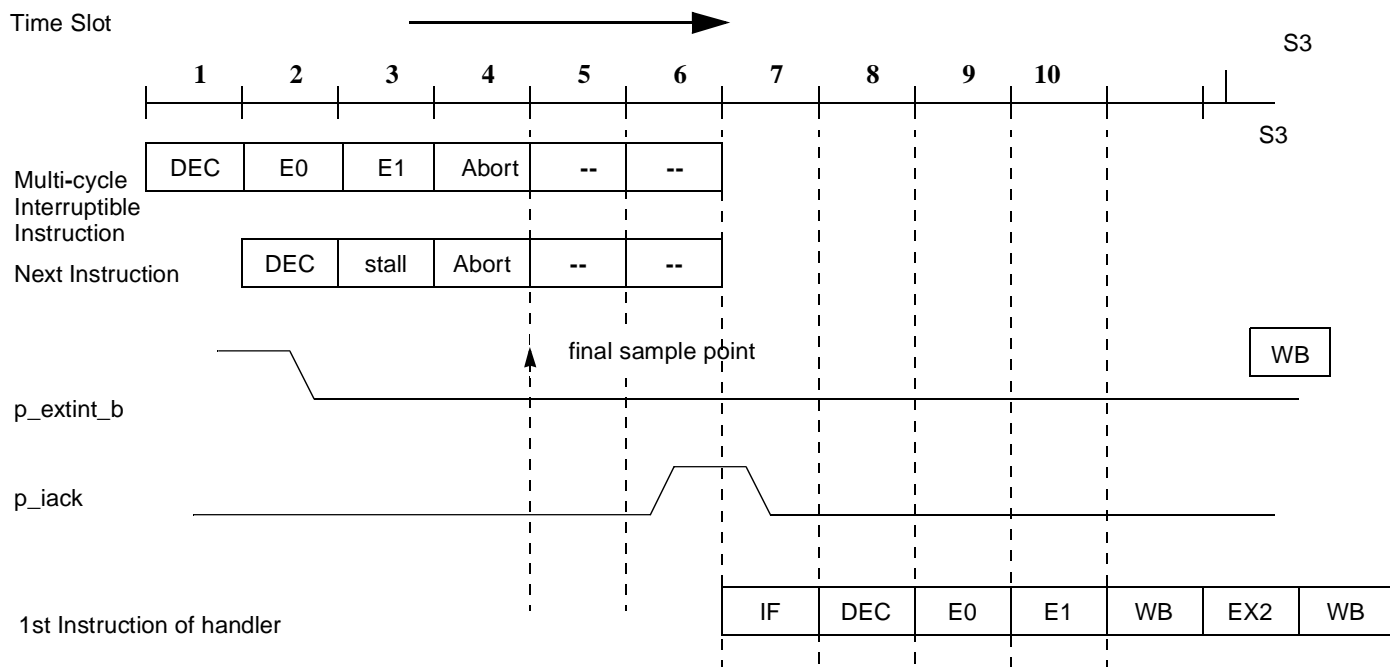 Time Slot
S3
1 2 3 4 5 6 7 8 9 10
S3
DEC E0 E1 Abort -- --
Multi-cycle
Interruptible
Instruction
DEC stall Abort -- --
Next Instruction
final sample point
WB
p_extint_b
p_iack
IF DEC E0 E1 WB EX2 WB
1st Instruction of handler